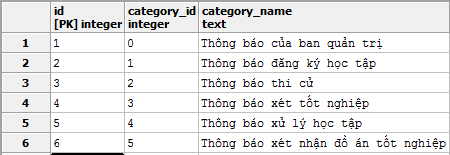 id category_id category_name
[PK] integer integer text
1 1 0 Thông báo của ban quản trị
2 2 1 Thông báo đăng ký học tập
3 3 2 Thông báo thi cử
4 4 3 Thông báo xét tốt nghiệp
5 5 4 Thông báo xử lý học tập
6 6 5 Thông báo xét nhận đồ án tốt nghiệp